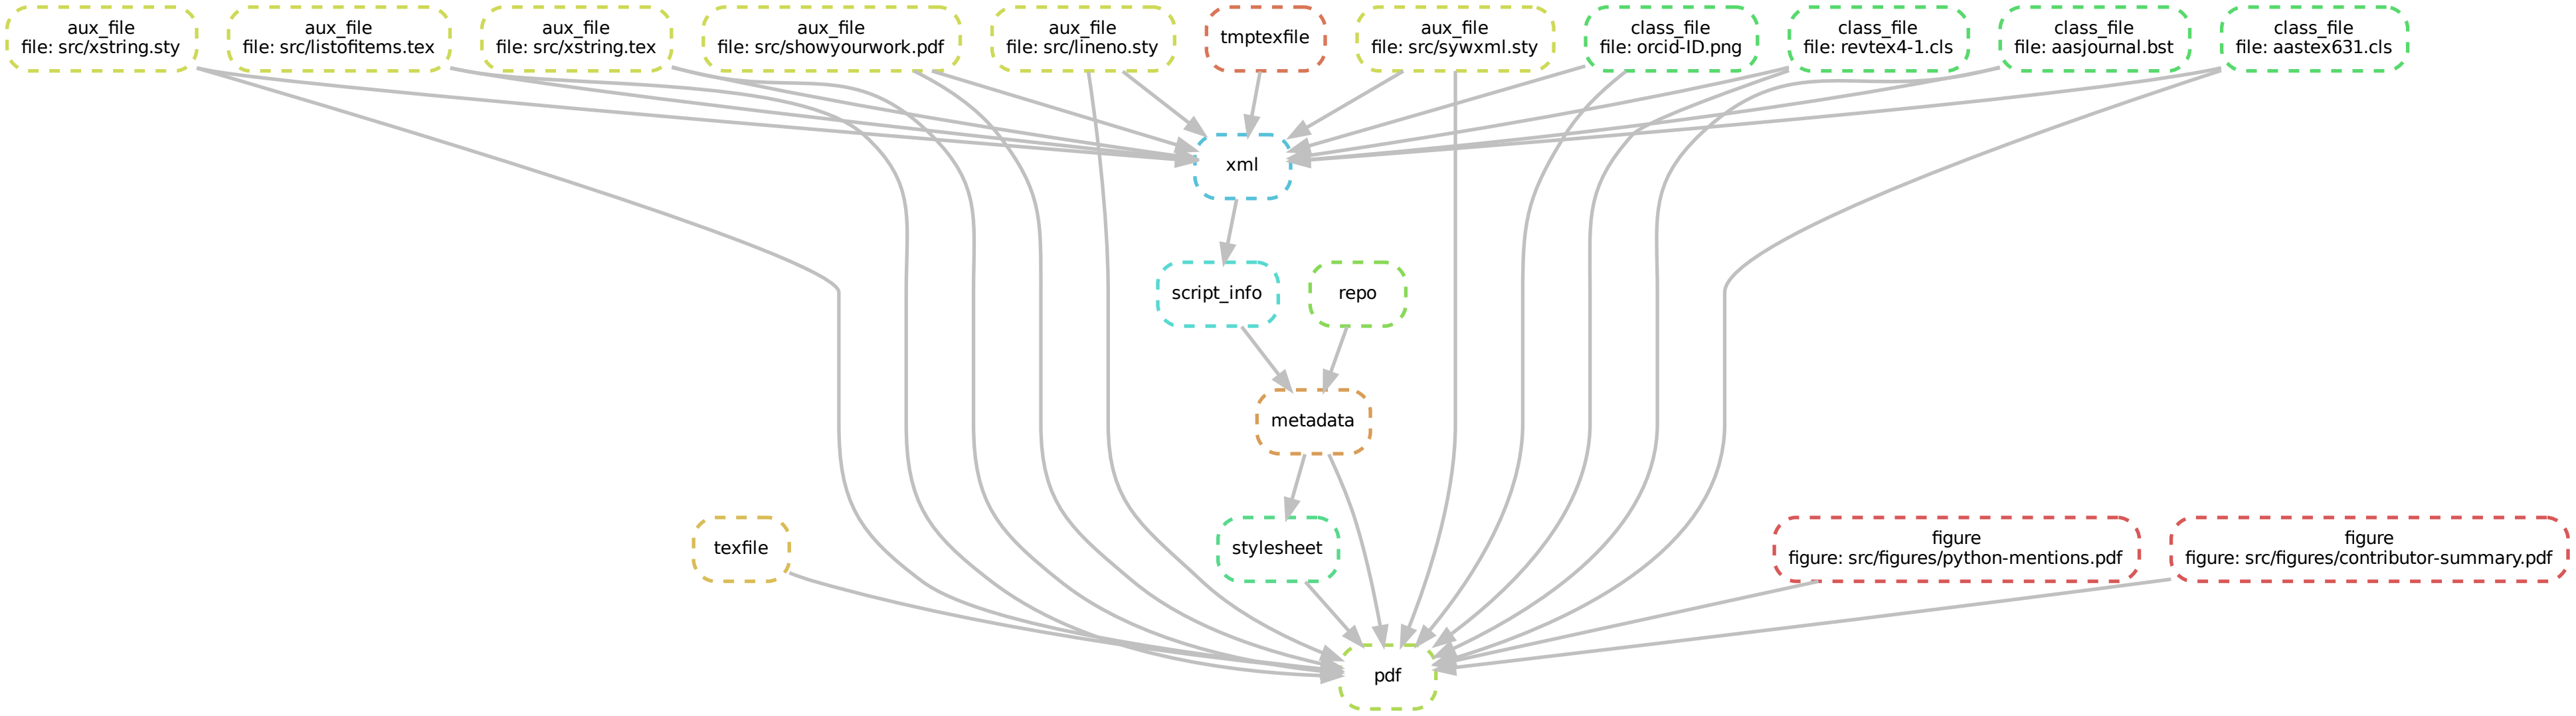 aux_file
file: src/xstring.sty
aux_file
file: src/listofitems.tex
aux_file
file: src/xstring.tex
aux_file
file: src/showyourwork.pdf
aux_file
file: src/lineno.sty
tmptexfile
aux_file
file: src/sywxml.sty
class_file
file: orcid-ID.png
class_file
file: revtex4-1.cls
class_file
file: aasjournal.bst
class_file
file: aastex631.cls
xml
script_info
repo
metadata
texfile
stylesheet
figure
figure: src/figures/python-mentions.pdf
figure
figure: src/figures/contributor-summary.pdf
pdf